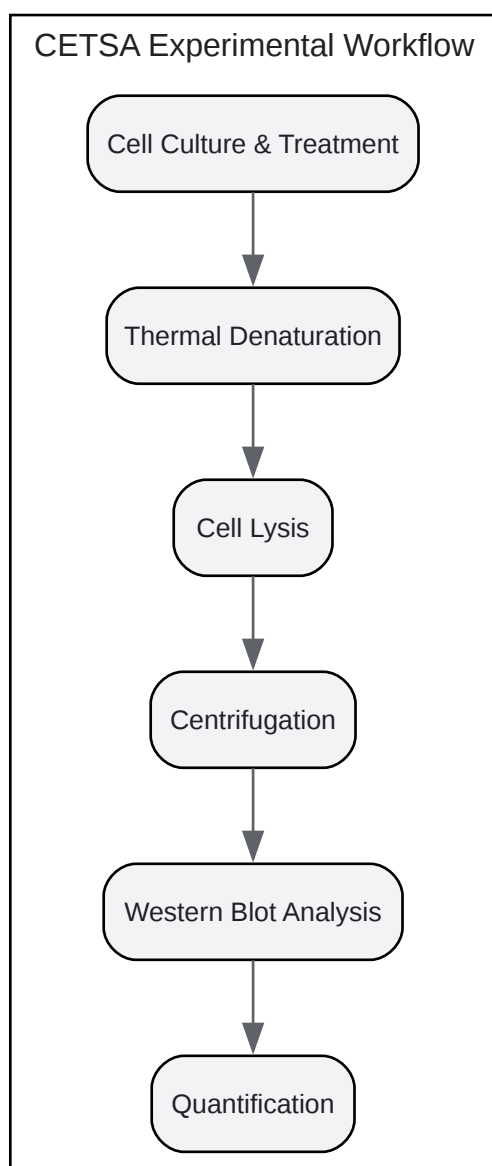 CETSA Experimental Workflow
Cell Culture & Treatment
Thermal Denaturation
Cell Lysis
Centrifugation
Western Blot Analysis
Quantification